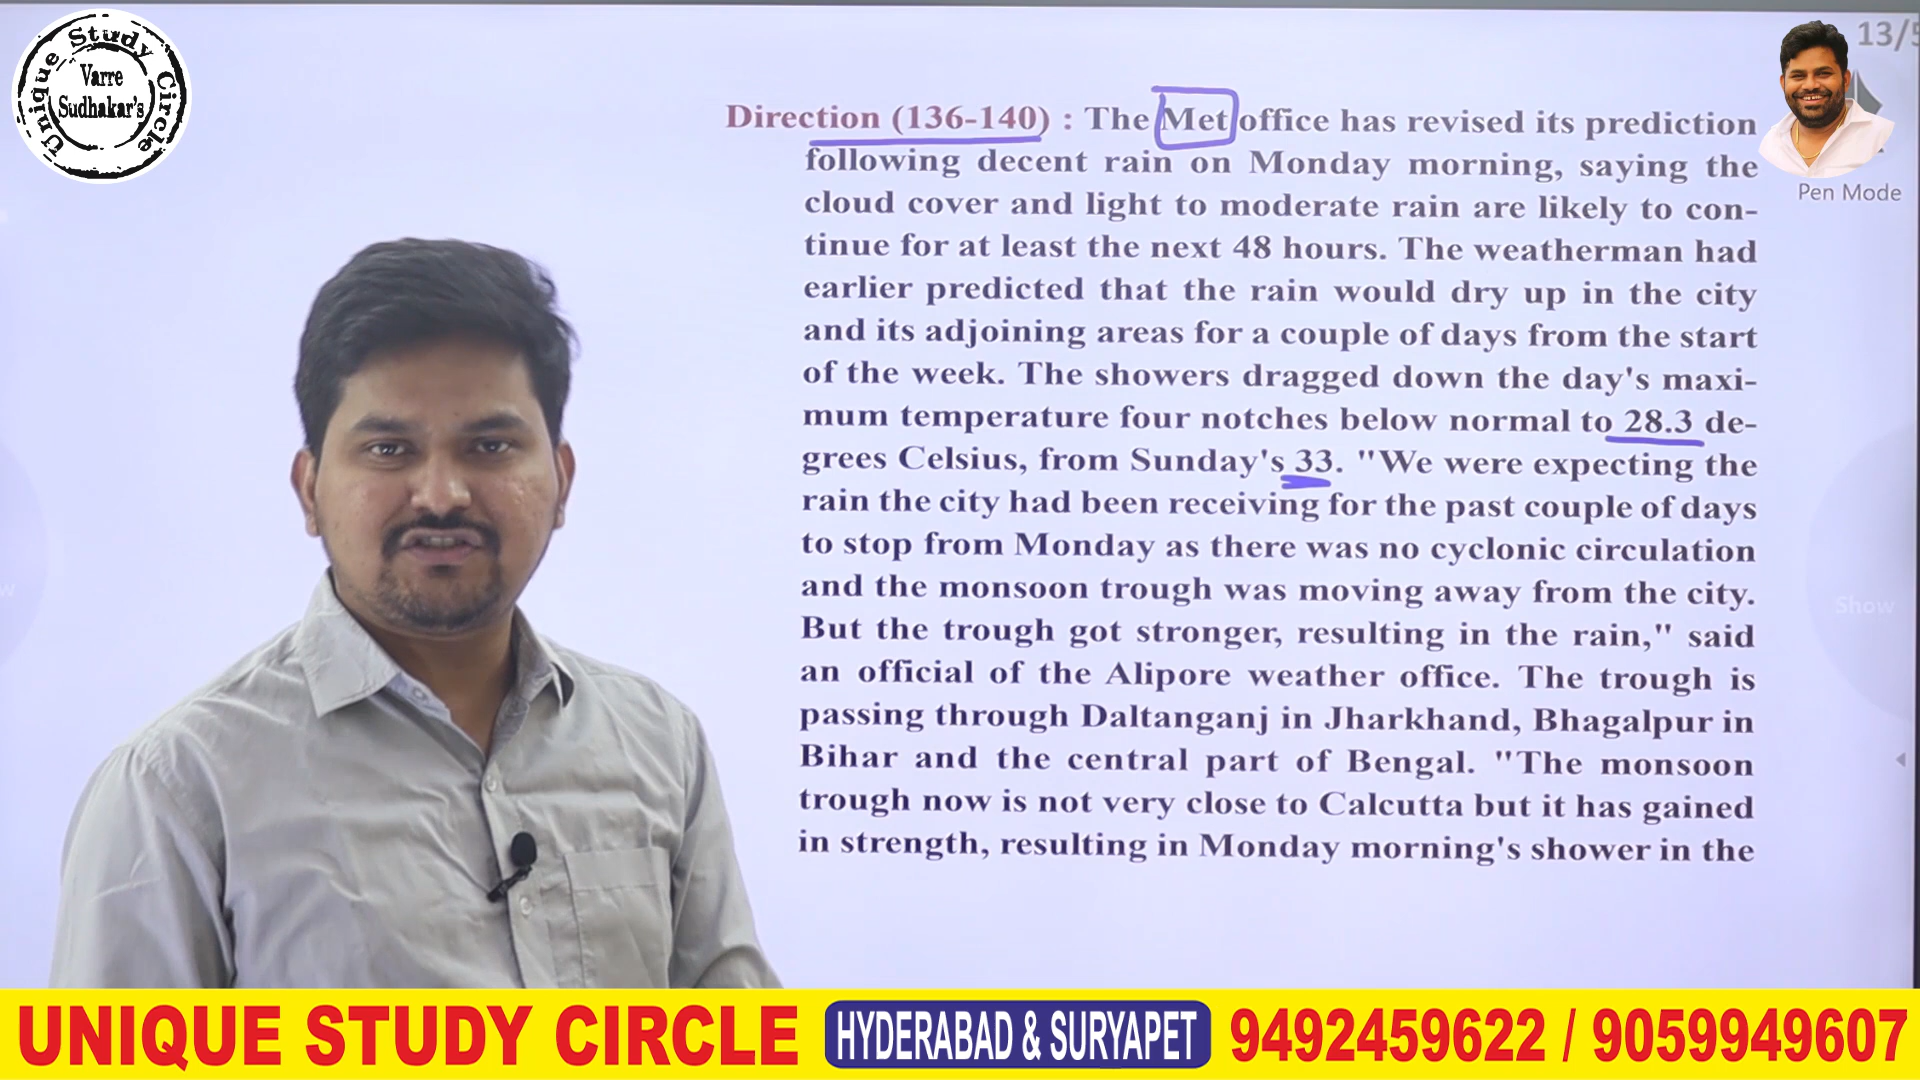 Unique Study Circle
Varre
Sudhakar's
13/5
Pen Mode
Direction (136-140) : The Met office has revised its prediction
following decent rain on Monday morning, saying the
cloud cover and light to moderate rain are likely to con-
tinue for at least the next 48 hours. The weatherman had
earlier predicted that the rain would dry up in the city
and its adjoining areas for a couple of days from the start
of the week. The showers dragged down the day's maxi-
mum temperature four notches below normal to 28.3 de-
grees Celsius, from Sunday's 33. "We were expecting the
rain the city had been receiving for the past couple of days
to stop from Monday as there was no cyclonic circulation
and the monsoon trough was moving away from the city.
But the trough got stronger, resulting in the rain," said
an official of the Alipore weather office. The trough is
passing through Daltanganj in Jharkhand, Bhagalpur in
Bihar and the central part of Bengal. "The monsoon
trough now is not very close to Calcutta but it has gained
in strength, resulting in Monday morning's shower in the
Show
UNIQUE STUDY CIRCLE HYDERABAD & SURYAPET 9492459622 / 9059949607